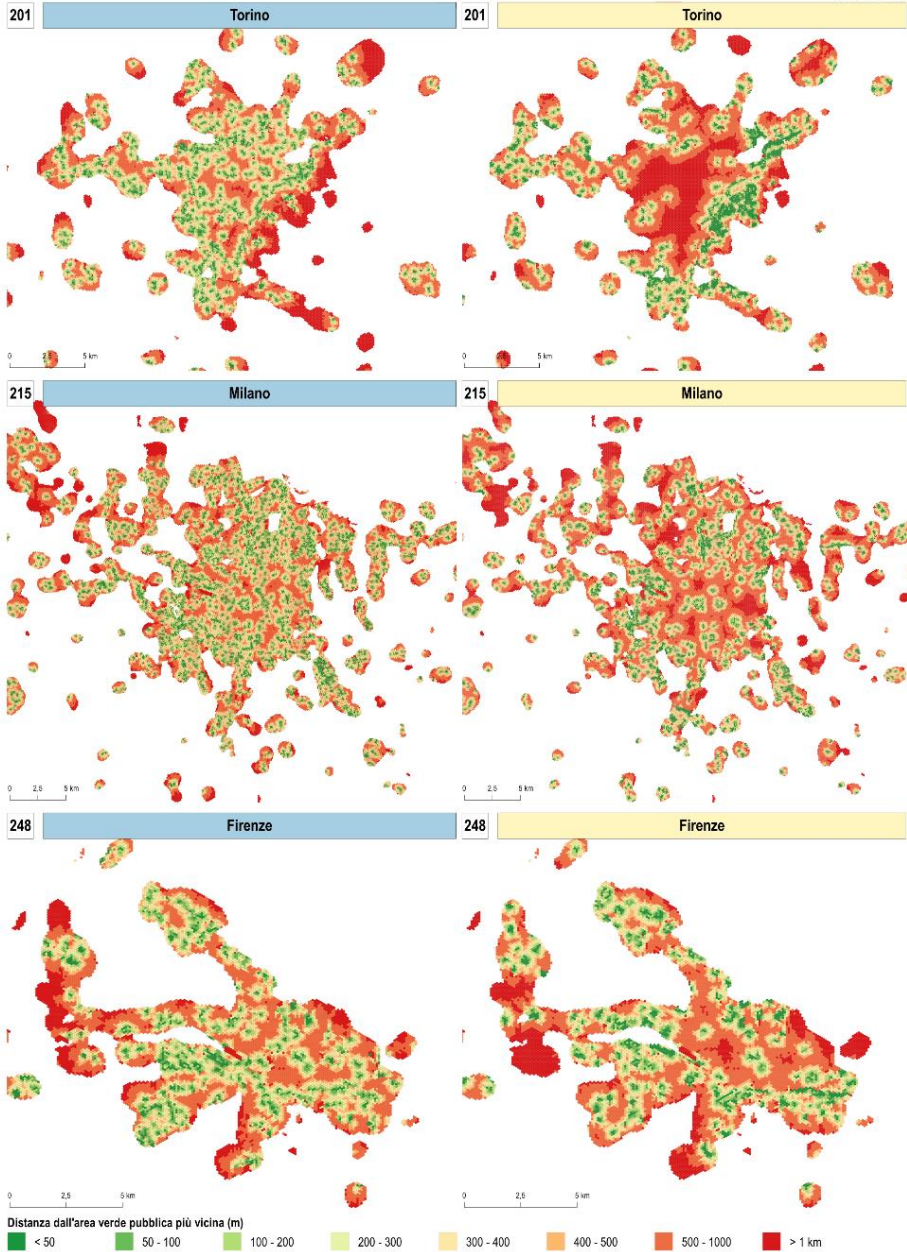 201 Torino 201 Torino
0 2,5 5 km 0 2,5 5 km
215 Milano 215 Milano
0 2,5 5 km 0 2,5 5 km
248 Firenze 248 Firenze
0 2,5 5 km 0 2,5 5 km
Distanza dall'area verde pubblica più vicina (m)
< 50 50 - 100 100 - 200 200 - 300 300 - 400 400 - 500 500 - 1000 > 1 km